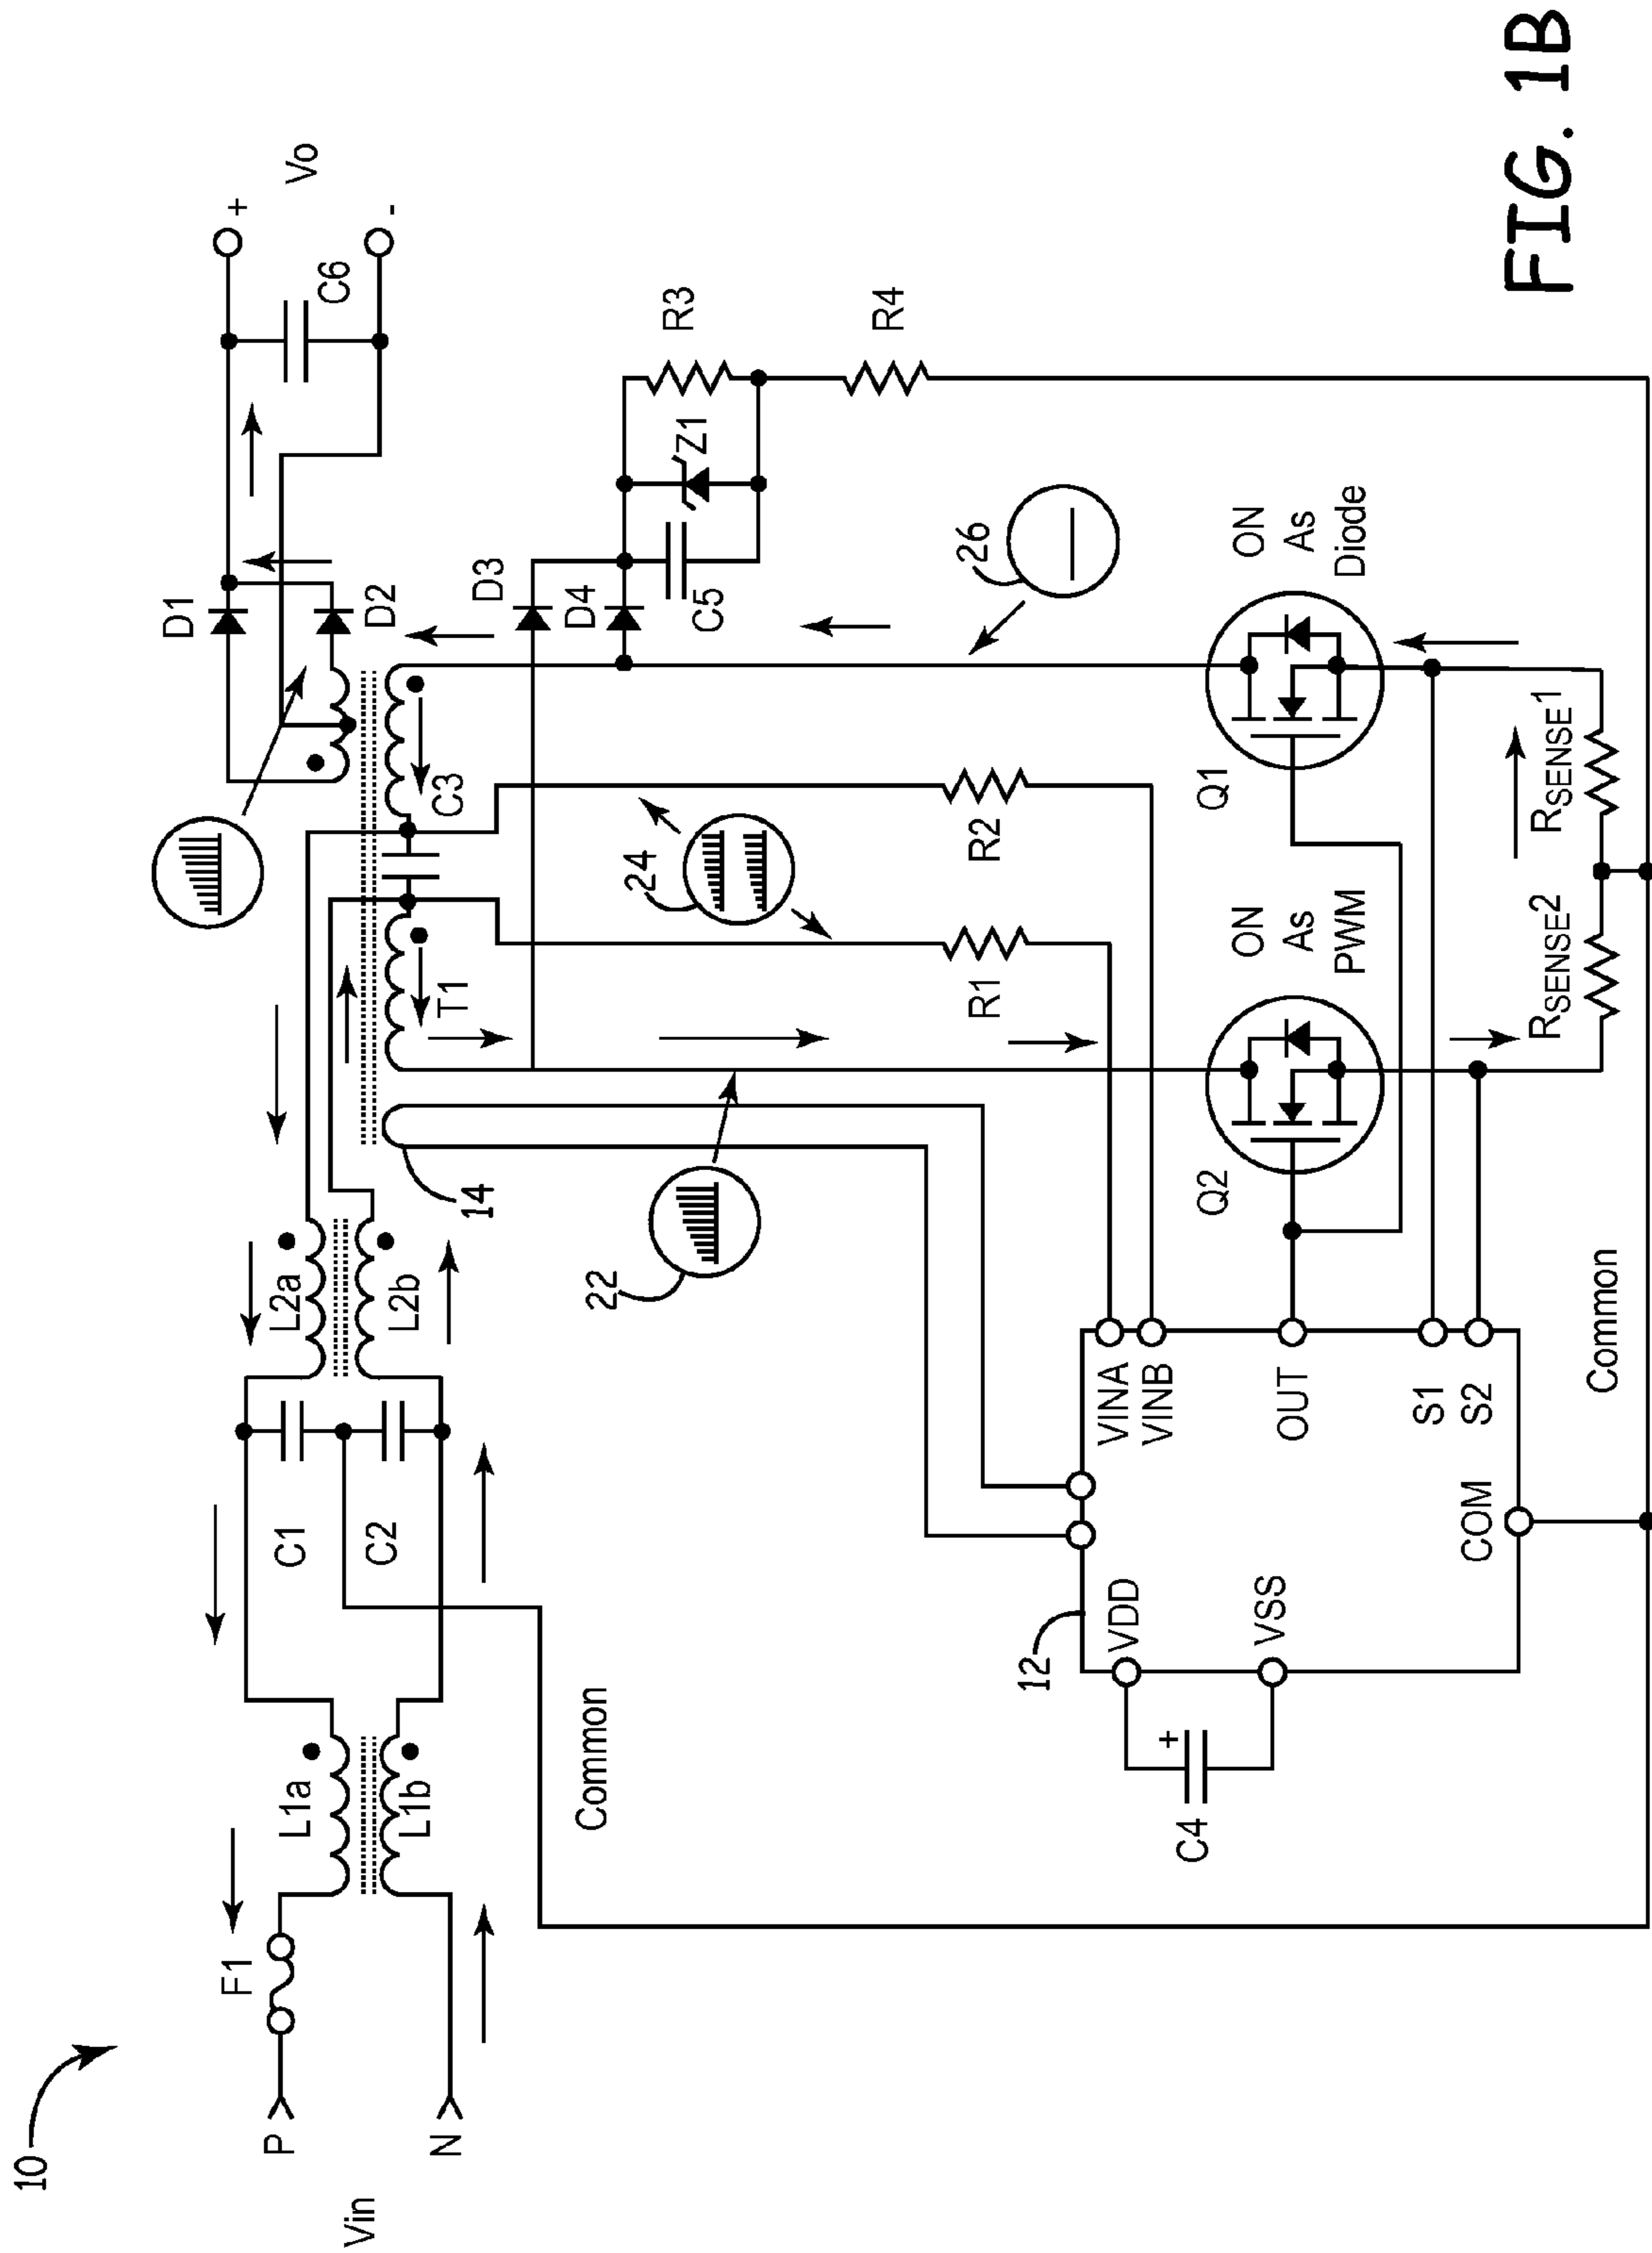 10
Vin
P
N
F1
L1a
L1b
Common
C1
C2
L2a
L2b
14
22
T1
C3
24
D1
D2
+
-
Vo
C6
D3
D4
C5
Z1
R3
R4
R1
R2
26
12
VDD
VSS
C4
+
VINA
VINB
OUT
S1
S2
COM
Common
Q2
ON
As
PWM
Q1
ON
As
Diode
RSENSE2
RSENSE1
FIG. 1B